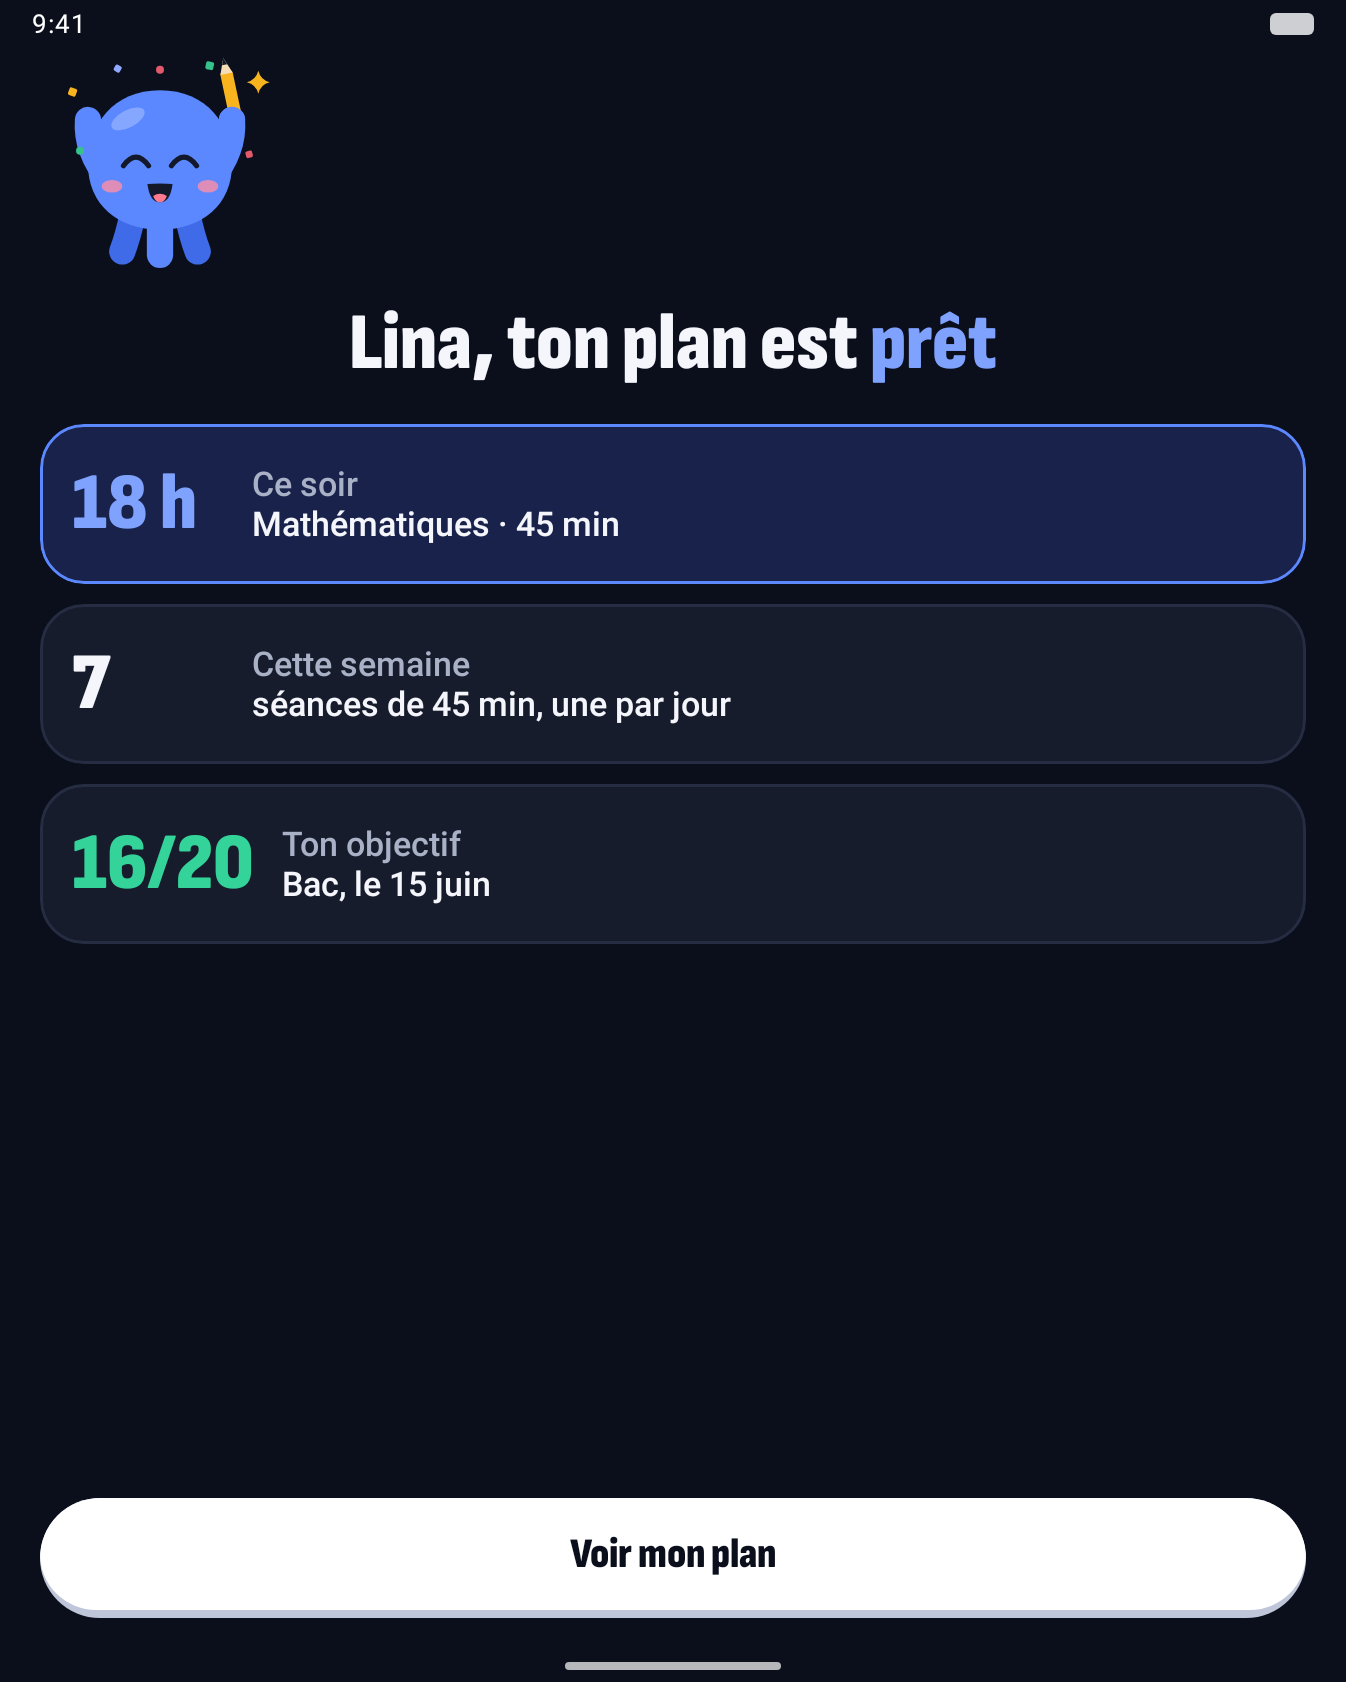 9:41
Lina, ton plan est prêt
18 h
Ce soir
Mathématiques · 45 min
7
Cette semaine
séances de 45 min, une par jour
16/20
Ton objectif
Bac, le 15 juin
Voir mon plan